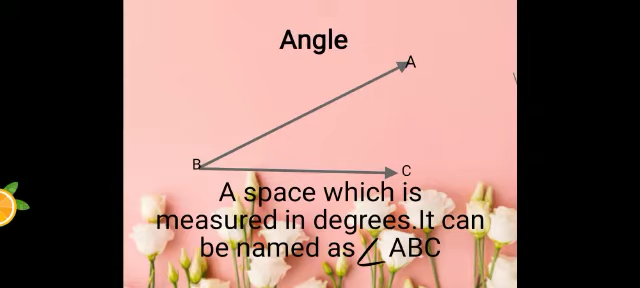 Angle
A
B
C
A space which is
measured in degrees.It can
be named as∠ ABC